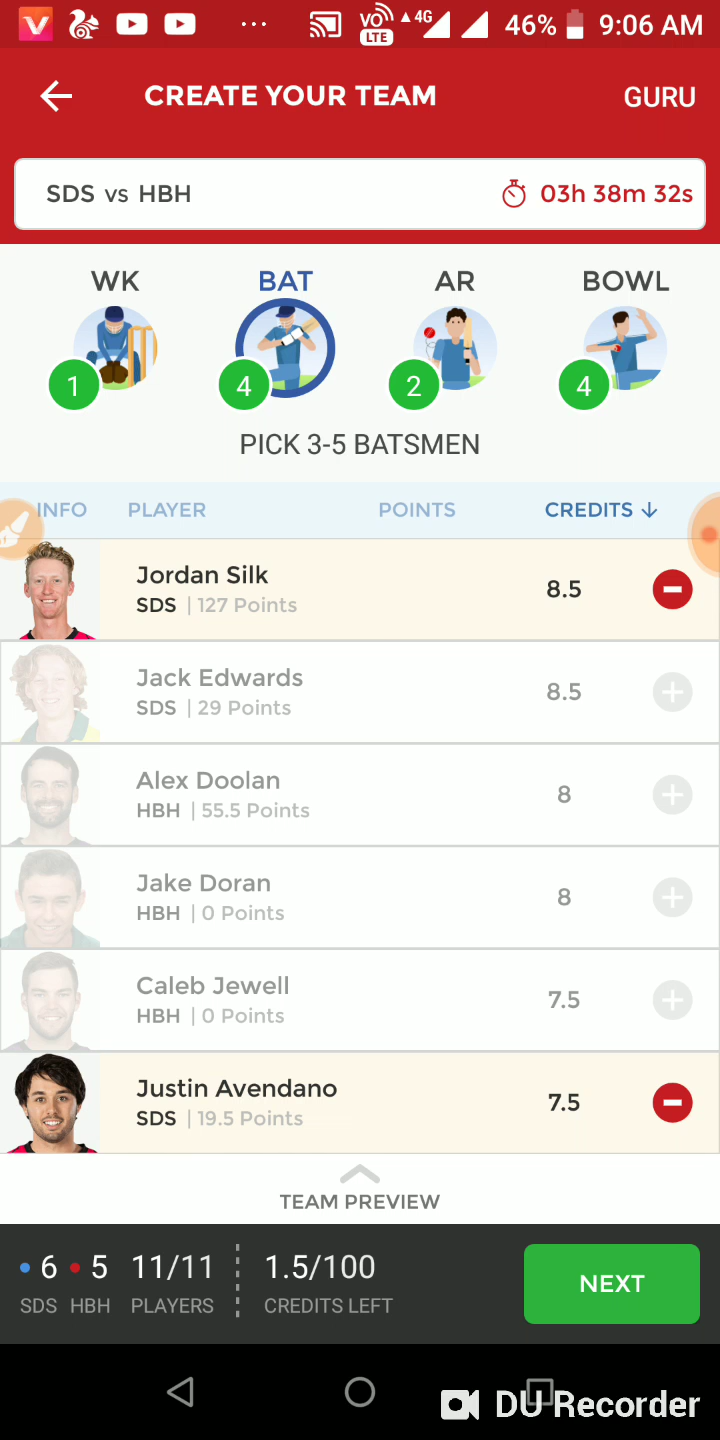 ... VO LTE 4G 46% 9:06 AM
CREATE YOUR TEAM GURU
SDS vs HBH 03h 38m 32s
WK BAT AR BOWL
1 4 2 4
PICK 3-5 BATSMEN
INFO PLAYER POINTS CREDITS ↓
Jordan Silk
SDS | 127 Points 8.5
Jack Edwards
SDS | 29 Points 8.5
Alex Doolan
HBH | 55.5 Points 8
Jake Doran
HBH | 0 Points 8
Caleb Jewell
HBH | 0 Points 7.5
Justin Avendano
SDS | 19.5 Points 7.5
TEAM PREVIEW
6 5 11/11 1.5/100
SDS HBH PLAYERS CREDITS LEFT
NEXT
DU Recorder